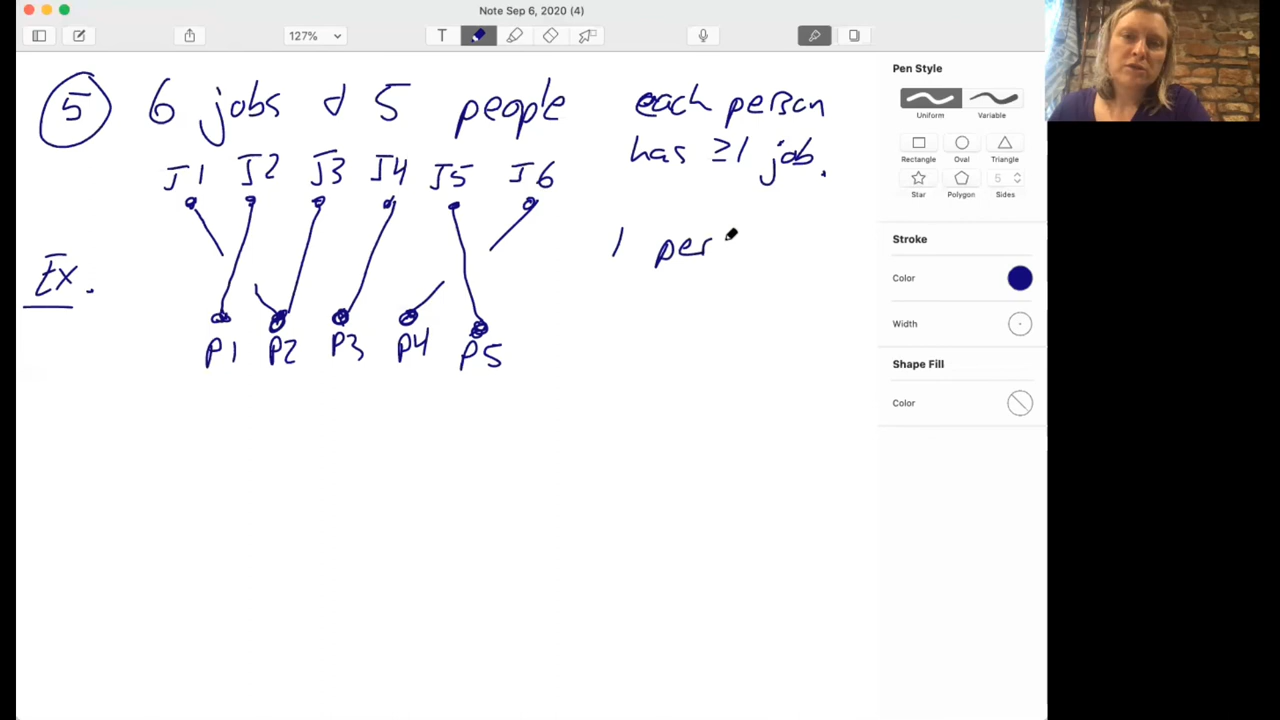 Note Sep 6, 2020 (4)
127%
T
5 6 jobs & 5 people each person
has ≥1 job.
J1 J2 J3 J4 J5 J6
1 per
Ex.
P1 P2 P3 P4 P5
Pen Style
Uniform Variable
Rectangle Oval Triangle
5
Star Polygon Sides
Stroke
Color
Width
Shape Fill
Color